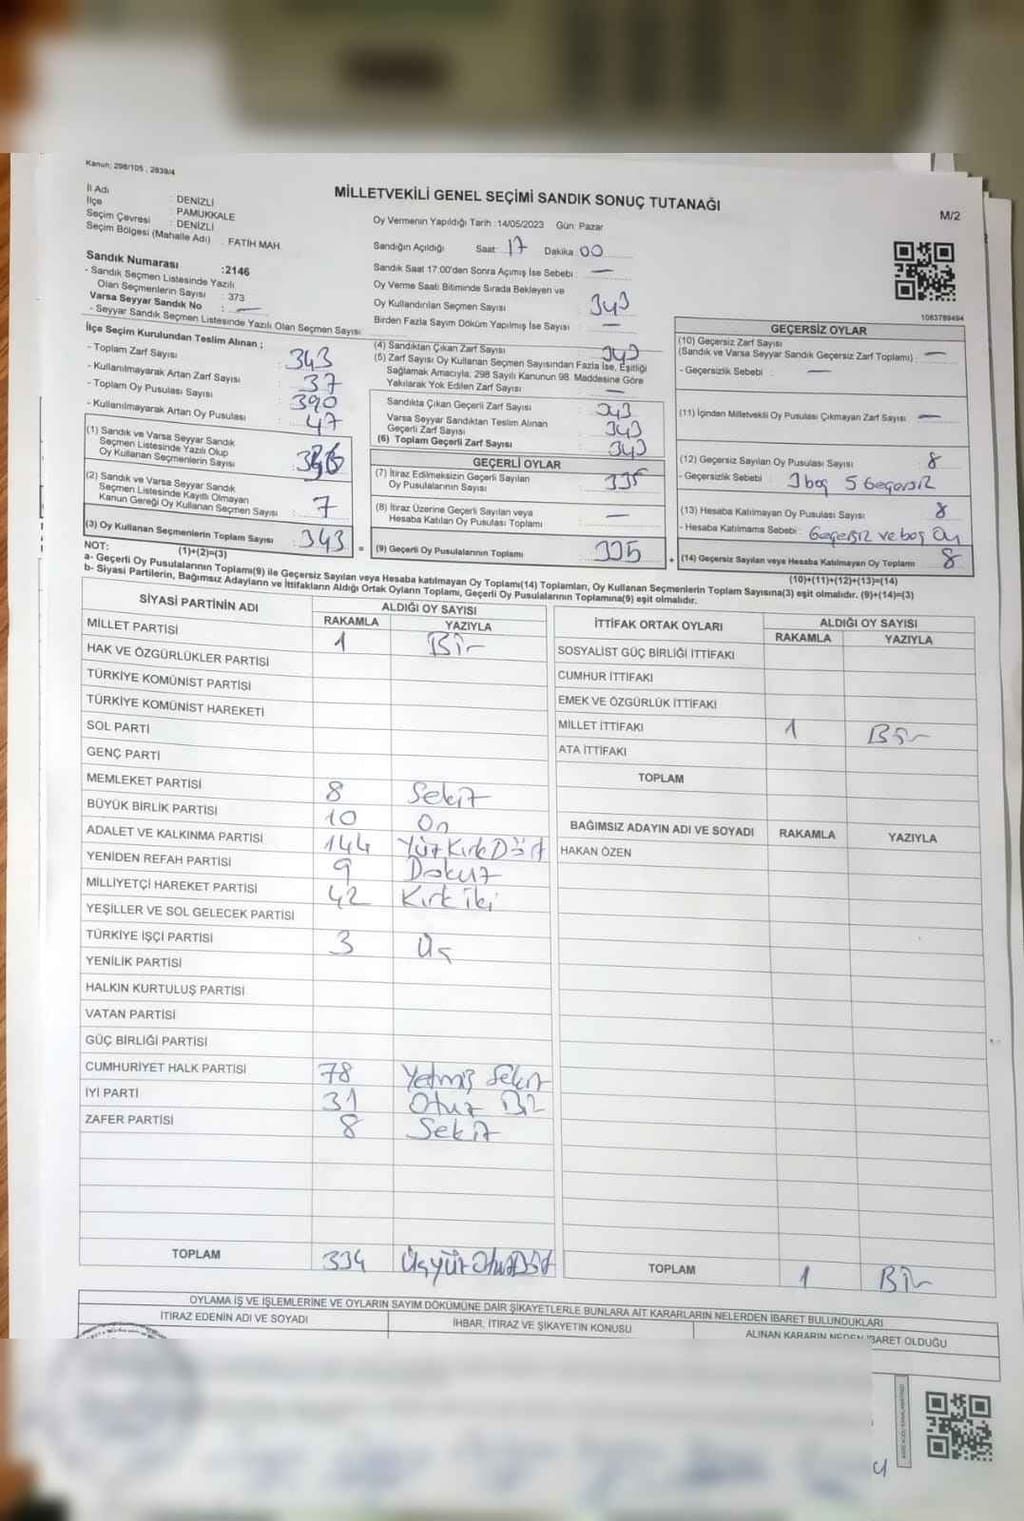 Kanun: 298/105 , 2839/4
MİLLETVEKİLİ GENEL SEÇİMİ SANDIK SONUÇ TUTANAĞI
M/2
İl Adı : DENİZLİ
İlçe : PAMUKKALE
Seçim Çevresi : DENİZLİ
Seçim Bölgesi (Mahalle Adı) : FATİH MAH.
Sandık Numarası :2146
- Sandık Seçmen Listesinde Yazılı
Olan Seçmenlerin Sayısı : 373
Varsa Seyyar Sandık No : —
- Seyyar Sandık Seçmen Listesinde Yazılı Olan Seçmen Sayısı
Oy Vermenin Yapıldığı Tarih :14/05/2023 Gün: Pazar
Sandığın Açıldığı Saat: 17 Dakika 00
Sandık Saat 17:00'den Sonra Açımış İse Sebebi : —
Oy Verme Saati Bitiminde Sırada Bekleyen ve
Oy Kullandırılan Seçmen Sayısı : 343
Birden Fazla Sayım Döküm Yapılmış İse Sayısı : —
1083789494
İlçe Seçim Kurulundan Teslim Alınan ;
- Toplam Zarf Sayısı : 343
- Kullanılmayarak Artan Zarf Sayısı : 37
- Toplam Oy Pusulası Sayısı : 390
- Kullanılmayarak Artan Oy Pusulası : 47
(1) Sandık ve Varsa Seyyar Sandık
Seçmen Listesinde Yazılı Olup
Oy Kullanan Seçmenlerin Sayısı :
(2) Sandık ve Varsa Seyyar Sandık
Seçmen Listesinde Kayıtlı Olmayan
Kanun Gereği Oy Kullanan Seçmen Sayısı : 7
(3) Oy Kullanan Seçmenlerin Toplam Sayısı : 343
(1)+(2)=(3)
(4) Sandıktan Çıkan Zarf Sayısı : 343
(5) Zarf Sayısı Oy Kullanan Seçmen Sayısından Fazla İse, Eşitliği
Sağlamak Amacıyla, 298 Sayılı Kanunun 98. Maddesine Göre
Yakılarak Yok Edilen Zarf Sayısı : —
Sandıkta Çıkan Geçerli Zarf Sayısı : 343
Varsa Seyyar Sandıktan Teslim Alınan
Geçerli Zarf Sayısı : 343
(6) Toplam Geçerli Zarf Sayısı : 343
GEÇERLİ OYLAR
(7) İtiraz Edilmeksizin Geçerli Sayılan
Oy Pusulalarının Sayısı : 335
(8) İtiraz Üzerine Geçerli Sayılan veya
Hesaba Katılan Oy Pusulası Toplamı : —
= (9) Geçerli Oy Pusulalarının Toplamı : 335
GEÇERSİZ OYLAR
(10) Geçersiz Zarf Sayısı
(Sandık ve Varsa Seyyar Sandık Geçersiz Zarf Toplamı) : —
- Geçersizlik Sebebi : —
(11) İçinden Milletvekili Oy Pusulası Çıkmayan Zarf Sayısı : —
(12) Geçersiz Sayılan Oy Pusulası Sayısı : 8
- Geçersizlik Sebebi : 3 boş 5 Geçersiz
(13) Hesaba Katılmayan Oy Pusulası Sayısı : 8
- Hesaba Katılmama Sebebi : Geçersiz ve boş Oy
+ (14) Geçersiz Sayılan veya Hesaba Katılmayan Oy Toplamı 8
(10)+(11)+(12)+(13)=(14)
NOT:
a- Geçerli Oy Pusulalarının Toplamı(9) ile Geçersiz Sayılan veya Hesaba katılmayan Oy Toplamı(14) Toplamları, Oy Kullanan Seçmenlerin Toplam Sayısına(3) eşit olmalıdır. (9)+(14)=(3)
b- Siyasi Partilerin, Bağımsız Adayların ve İttifakların Aldığı Ortak Oyların Toplamı, Geçerli Oy Pusulalarının Toplamına(9) eşit olmalıdır.
SİYASİ PARTİNİN ADI ALDIĞI OY SAYISI
RAKAMLA YAZIYLA
MİLLET PARTİSİ 1 Bir
HAK VE ÖZGÜRLÜKLER PARTİSİ
TÜRKİYE KOMÜNİST PARTİSİ
TÜRKİYE KOMÜNİST HAREKETİ
SOL PARTİ
GENÇ PARTİ
MEMLEKET PARTİSİ 8 Sekiz
BÜYÜK BİRLİK PARTİSİ 10 On
ADALET VE KALKINMA PARTİSİ 144 Yüz Kırk Dört
YENİDEN REFAH PARTİSİ 9 Dokuz
MİLLİYETÇİ HAREKET PARTİSİ 42 Kırk iki
YEŞİLLER VE SOL GELECEK PARTİSİ
TÜRKİYE İŞÇİ PARTİSİ 3 Üç
YENİLİK PARTİSİ
HALKIN KURTULUŞ PARTİSİ
VATAN PARTİSİ
GÜÇ BİRLİĞİ PARTİSİ
CUMHURİYET HALK PARTİSİ 78 Yetmiş Sekiz
İYİ PARTİ 31 Otuz Bir
ZAFER PARTİSİ 8 Sekiz
TOPLAM 334 Üçyüz Otuz Dört
İTTİFAK ORTAK OYLARI ALDIĞI OY SAYISI
RAKAMLA YAZIYLA
SOSYALİST GÜÇ BİRLİĞİ İTTİFAKI
CUMHUR İTTİFAKI
EMEK VE ÖZGÜRLÜK İTTİFAKI
MİLLET İTTİFAKI 1 Bir
ATA İTTİFAKI
TOPLAM
BAĞIMSIZ ADAYIN ADI VE SOYADI RAKAMLA YAZIYLA
HAKAN ÖZEN
TOPLAM 1 Bir
OYLAMA İŞ VE İŞLEMLERİNE VE OYLARIN SAYIM DÖKÜMÜNE DAİR ŞİKAYETLERLE BUNLARA AİT KARARLARIN NELERDEN İBARET BULUNDUKLARI
İTİRAZ EDENİN ADI VE SOYADI İHBAR, İTİRAZ VE ŞİKAYETİN KONUSU ALINAN KARARIN NEDEN İBARET OLDUĞU